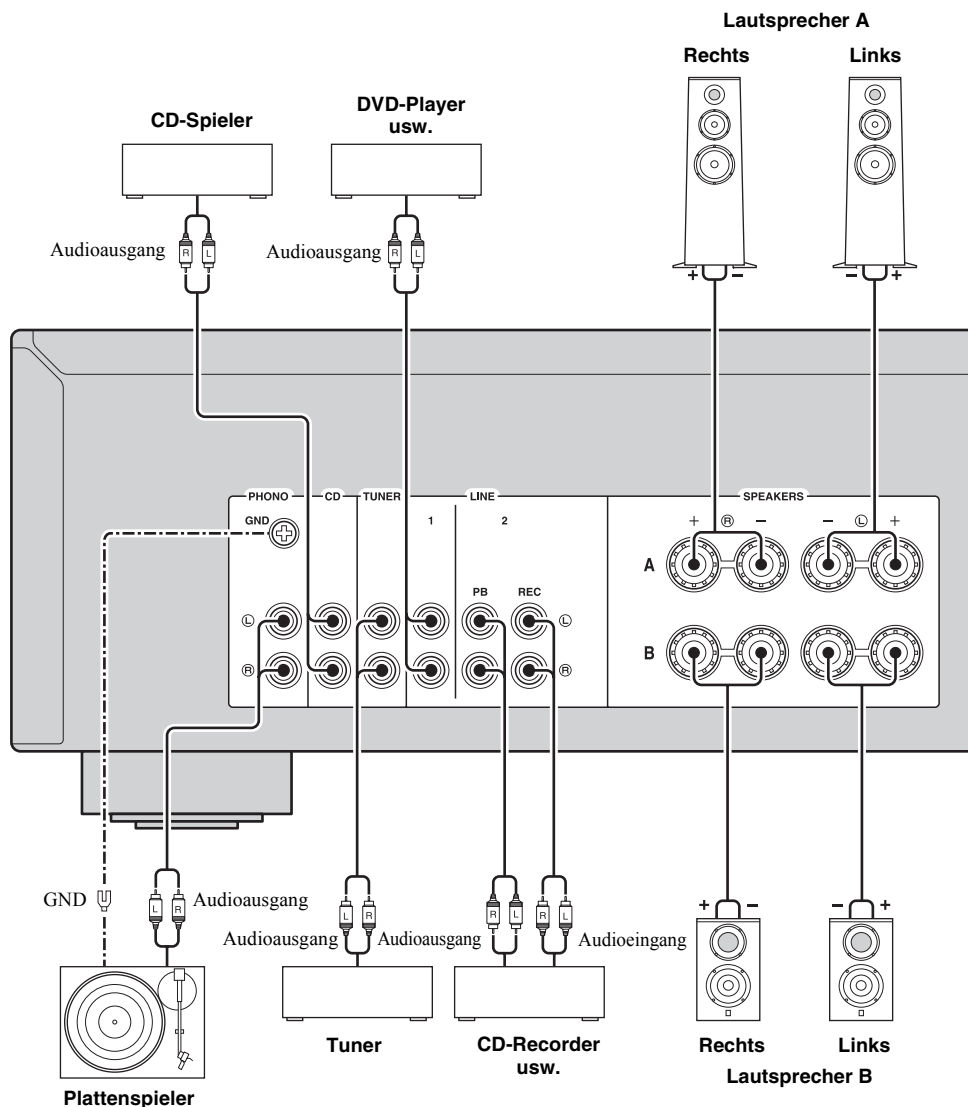 Lautsprecher A
Rechts Links
CD-Spieler
DVD-Player
usw.
Audioausgang R L
Audioausgang R L
+ − − +
PHONO CD TUNER LINE
GND
1 2
PB REC
L L
R R
SPEAKERS
+ R − − L +
A
B
GND
L R Audioausgang
Audioausgang L R
Audioausgang R L
R L Audioeingang
+ − − +
Plattenspieler
Tuner
CD-Recorder
usw.
Rechts Links
Lautsprecher B